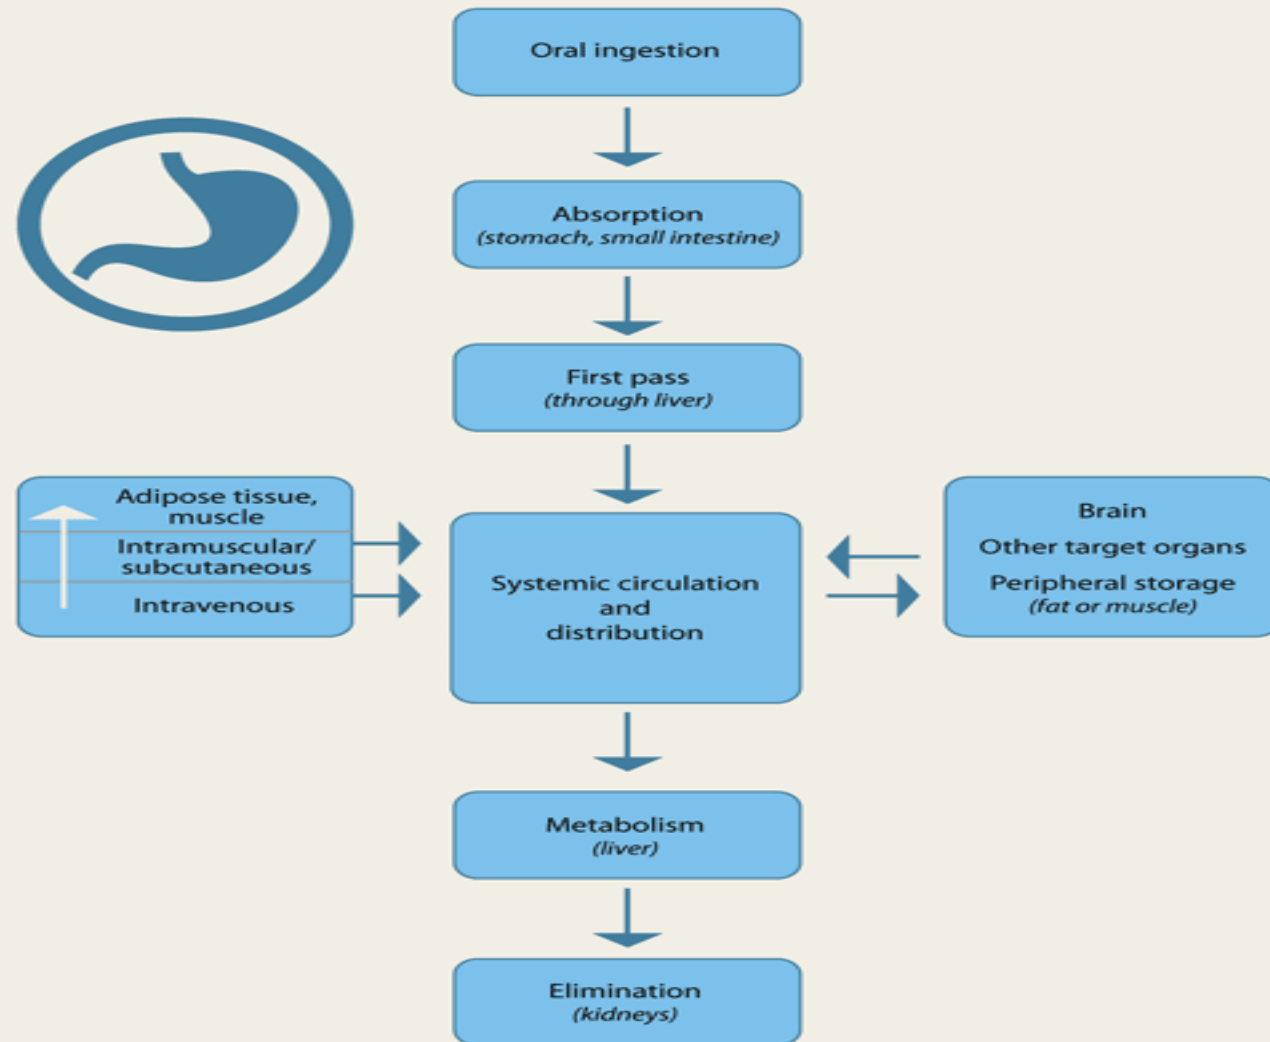 Oral ingestion
Absorption
(stomach, small intestine)
First pass
(through liver)
Adipose tissue,
muscle
Intramuscular/
subcutaneous
Intravenous
Systemic circulation
and
distribution
Brain
Other target organs
Peripheral storage
(fat or muscle)
Metabolism
(liver)
Elimination
(kidneys)